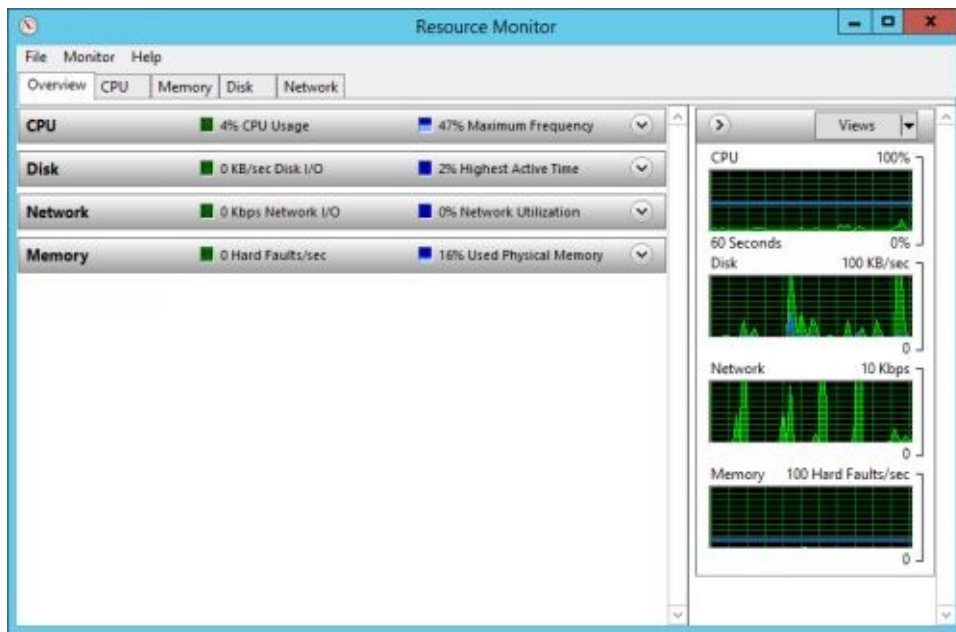 Resource Monitor
File Monitor Help
Overview CPU Memory Disk Network
CPU 4% CPU Usage 47% Maximum Frequency
Disk 0 KB/sec Disk I/O 2% Highest Active Time
Network 0 Kbps Network I/O 0% Network Utilization
Memory 0 Hard Faults/sec 16% Used Physical Memory
Views
CPU 100%
60 Seconds 0%
Disk 100 KB/sec
0
Network 10 Kbps
0
Memory 100 Hard Faults/sec
0